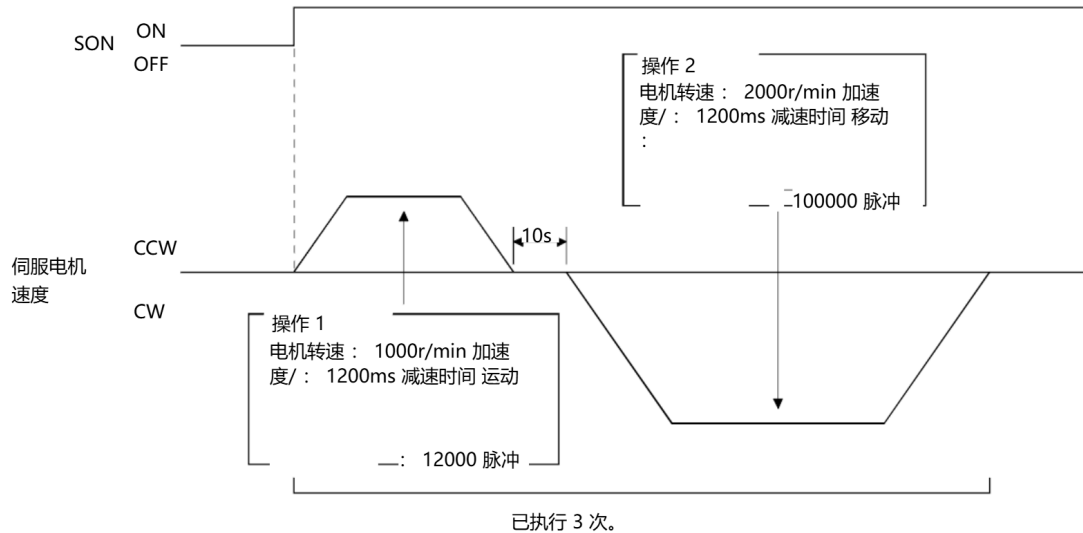 SON
ON
OFF
操作 2
电机转速： 2000r/min 加速
度/： 1200ms 减速时间 移动
:
100000 脉冲
10s
CCW
伺服电机
速度
CW
操作 1
电机转速： 1000r/min 加速
度/： 1200ms 减速时间 运动
： 12000 脉冲
已执行 3 次。